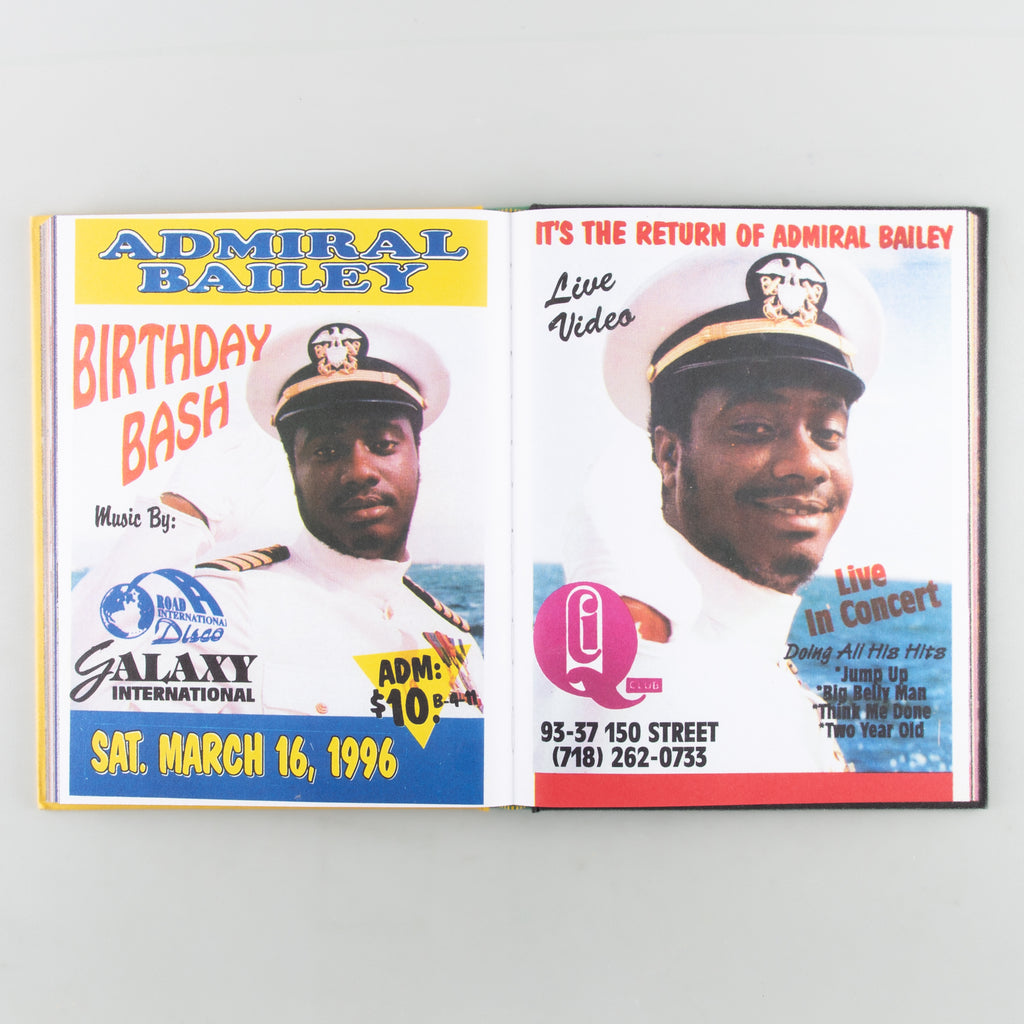 ADMIRAL
BAILEY
BIRTHDAY
BASH
Music By:
ROAD
INTERNATIONAL
Disco
GALAXY
INTERNATIONAL
ADM:
$10. B-4-11
SAT. MARCH 16, 1996
IT'S THE RETURN OF ADMIRAL BAILEY
Live
Video
Q
CLUB
93-37 150 STREET
(718) 262-0733
Live
In Concert
Doing All His Hits
*Jump Up
*Big Belly Man
*Think Me Done
*Two Year Old